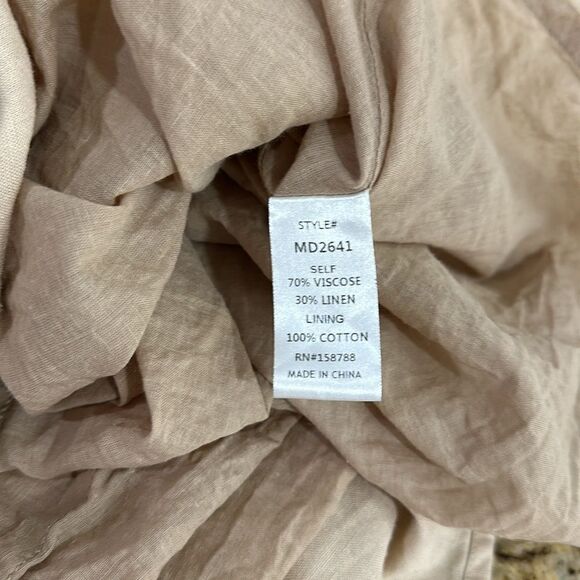 STYLE#
MD2641
SELF
70% VISCOSE
30% LINEN
LINING
100% COTTON
RN#158788
MADE IN CHINA